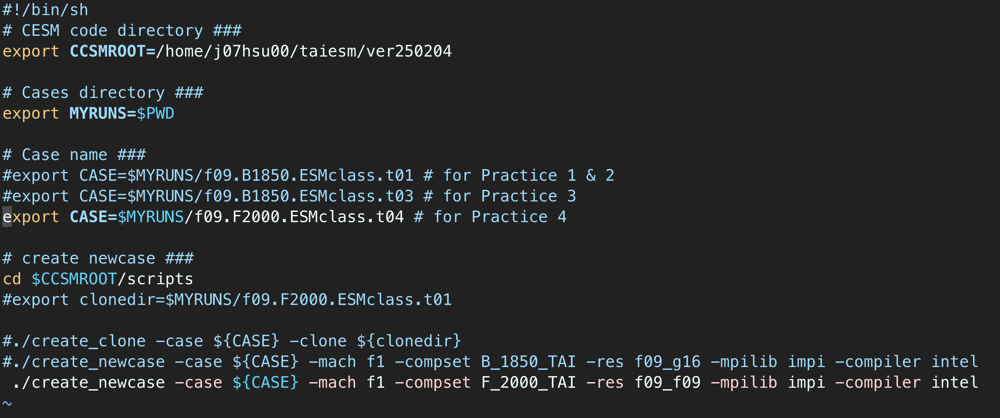 #!/bin/sh
# CESM code directory ###
export CCSMROOT=/home/j07hsu00/taiesm/ver250204
# Cases directory ###
export MYRUNS=$PWD
# Case name ###
#export CASE=$MYRUNS/f09.B1850.ESMclass.t01 # for Practice 1 & 2
#export CASE=$MYRUNS/f09.B1850.ESMclass.t03 # for Practice 3
export CASE=$MYRUNS/f09.F2000.ESMclass.t04 # for Practice 4
# create newcase ###
cd $CCSMROOT/scripts
#export clonedir=$MYRUNS/f09.F2000.ESMclass.t01
#./create_clone -case ${CASE} -clone ${clonedir}
#./create_newcase -case ${CASE} -mach f1 -compset B_1850_TAI -res f09_g16 -mpilib impi -compiler intel
./create_newcase -case ${CASE} -mach f1 -compset F_2000_TAI -res f09_f09 -mpilib impi -compiler intel
~